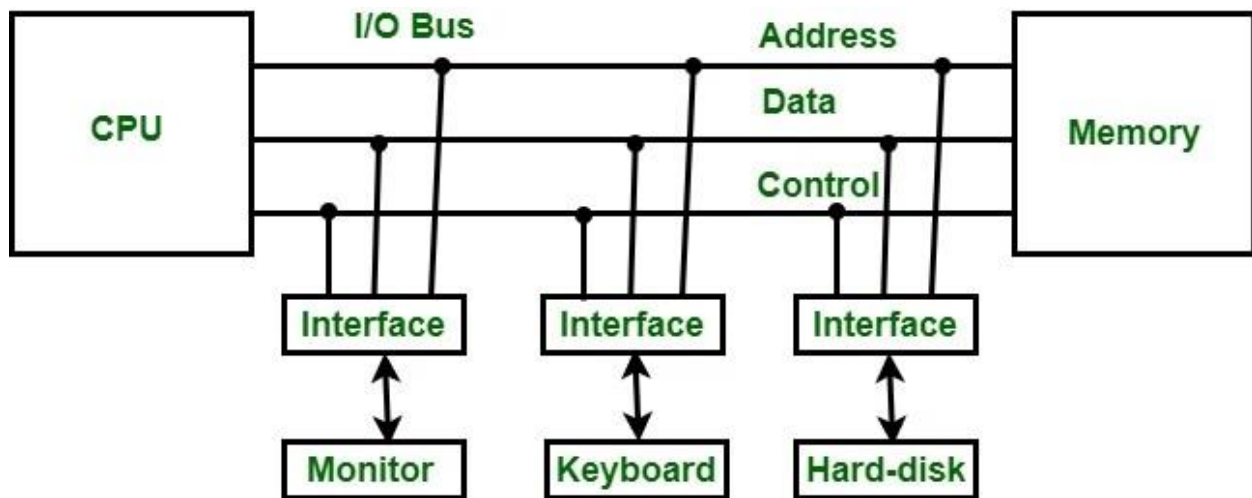 I/O Bus
Address
Data
CPU
Memory
Control
Interface
Interface
Interface
Monitor
Keyboard
Hard-disk